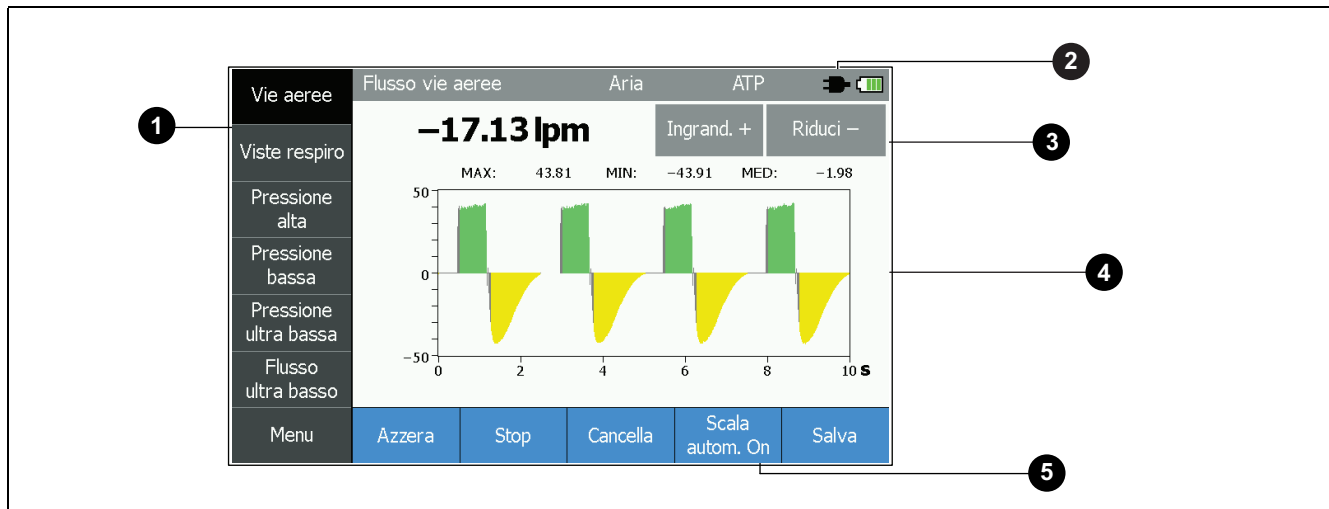 2
Vie aeree
Flusso vie aeree Aria ATP
1
−17.13 lpm
Ingrand. +
Riduci −
3
Viste respiro
MAX: 43.81 MIN: −43.91 MED: −1.98
Pressione
alta
Pressione
bassa
Pressione
ultra bassa
Flusso
ultra basso
Menu
50
0
−50
0 2 4 6 8 10 S
4
Azzera
Stop
Cancella
Scala
autom. On
Salva
5